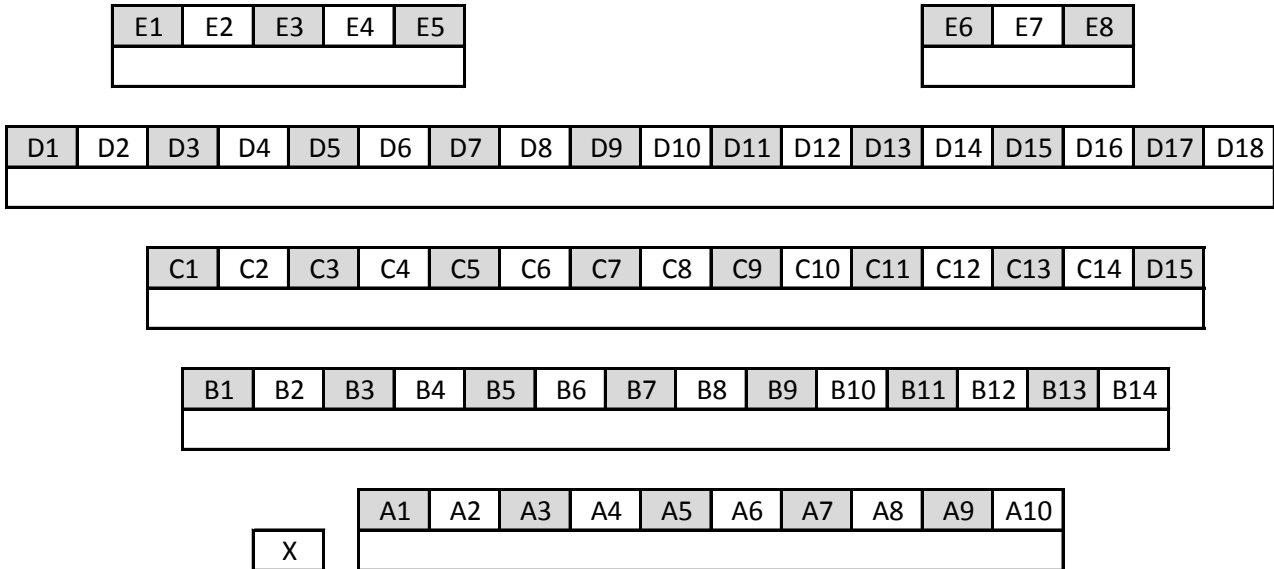 E1 E2 E3 E4 E5 E6 E7 E8
D1 D2 D3 D4 D5 D6 D7 D8 D9 D10 D11 D12 D13 D14 D15 D16 D17 D18
C1 C2 C3 C4 C5 C6 C7 C8 C9 C10 C11 C12 C13 C14 D15
B1 B2 B3 B4 B5 B6 B7 B8 B9 B10 B11 B12 B13 B14
A1 A2 A3 A4 A5 A6 A7 A8 A9 A10
X